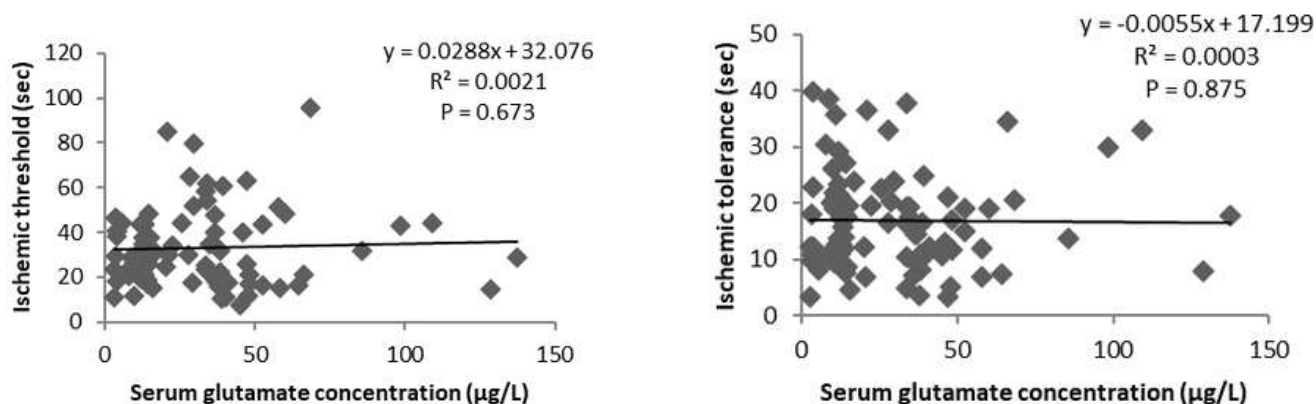 y = 0.0288x + 32.076
R² = 0.0021
P = 0.673
Ischemic threshold (sec)
120
100
80
60
40
20
0
0 50 100 150
Serum glutamate concentration (µg/L)
y = -0.0055x + 17.199
R² = 0.0003
P = 0.875
Ischemic tolerance (sec)
50
40
30
20
10
0
0 50 100 150
Serum glutamate concentration (µg/L)